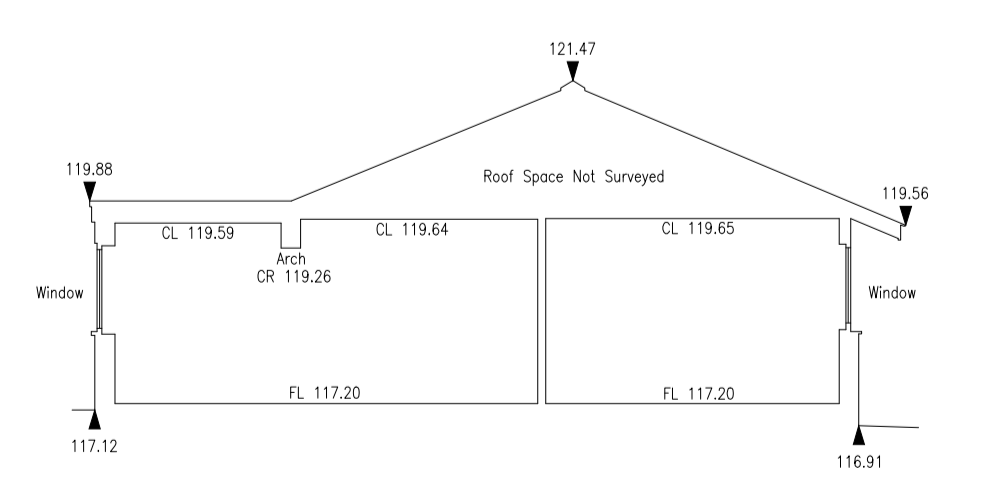 121.47
119.88
Roof Space Not Surveyed
119.56
CL 119.59
CL 119.64
CL 119.65
Arch
CR 119.26
Window
Window
FL 117.20
FL 117.20
117.12
116.91